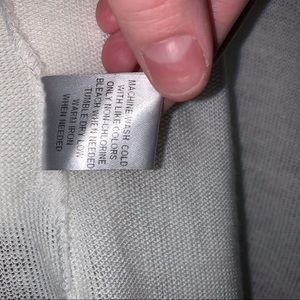 MACHINE WASH COLD
WITH LIKE COLORS
ONLY NON-CHLORINE
BLEACH WHEN NEEDED
TUMBLE DRY LOW
WARM IRON
WHEN NEEDED